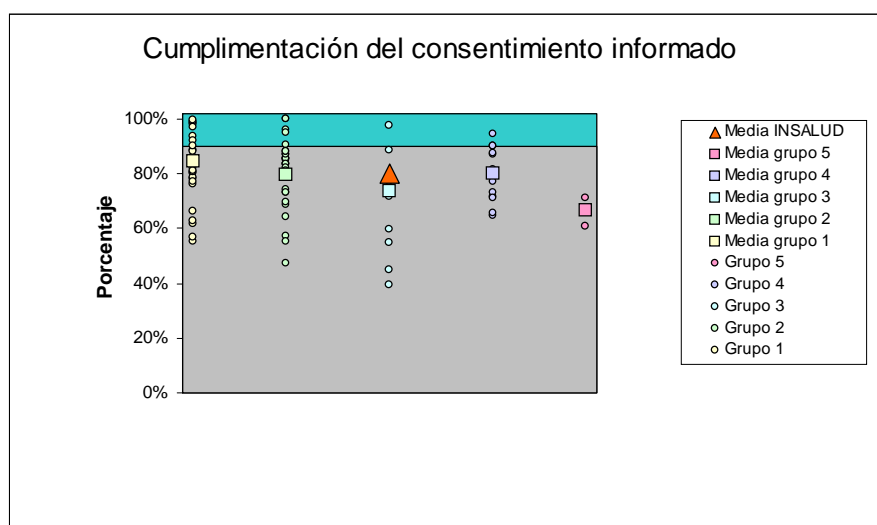 Cumplimentación del consentimiento informado
100%
80%
60%
40%
20%
0%
Porcentaje
Media INSALUD
Media grupo 5
Media grupo 4
Media grupo 3
Media grupo 2
Media grupo 1
Grupo 5
Grupo 4
Grupo 3
Grupo 2
Grupo 1